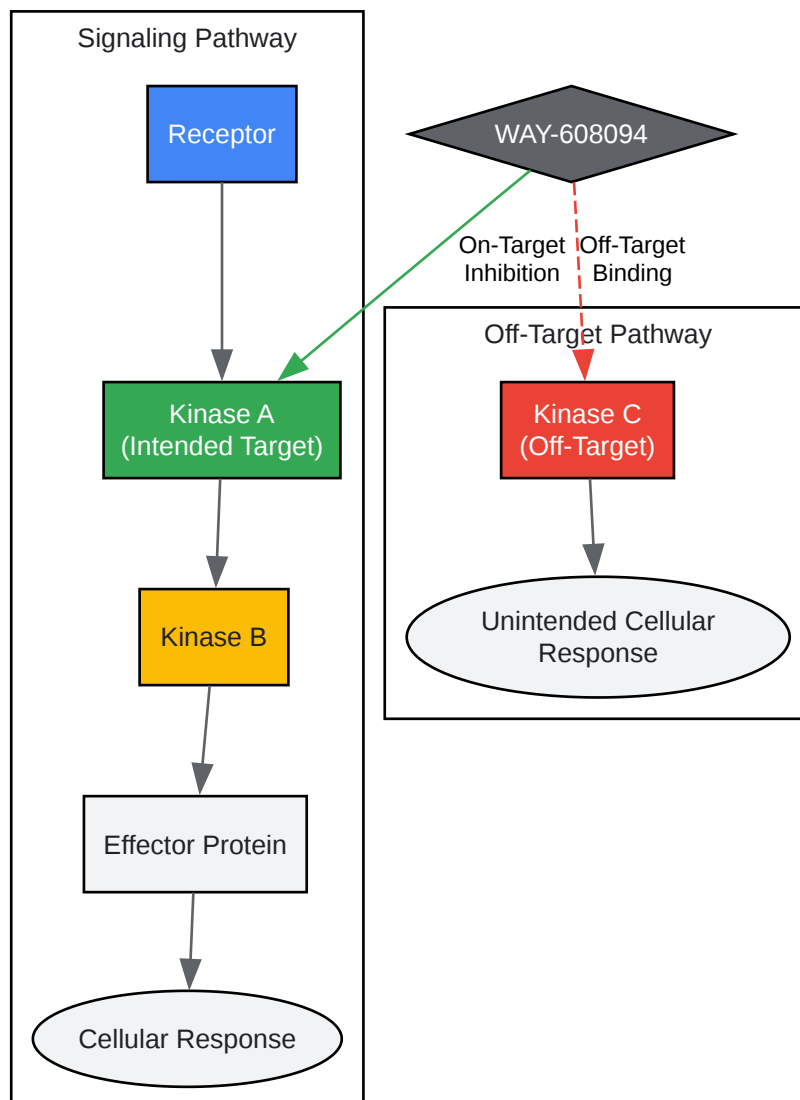 Signaling Pathway
Receptor
WAY-608094
On-Target
Inhibition
Off-Target
Binding
Off-Target Pathway
Kinase A
(Intended Target)
Kinase C
(Off-Target)
Kinase B
Unintended Cellular
Response
Effector Protein
Cellular Response